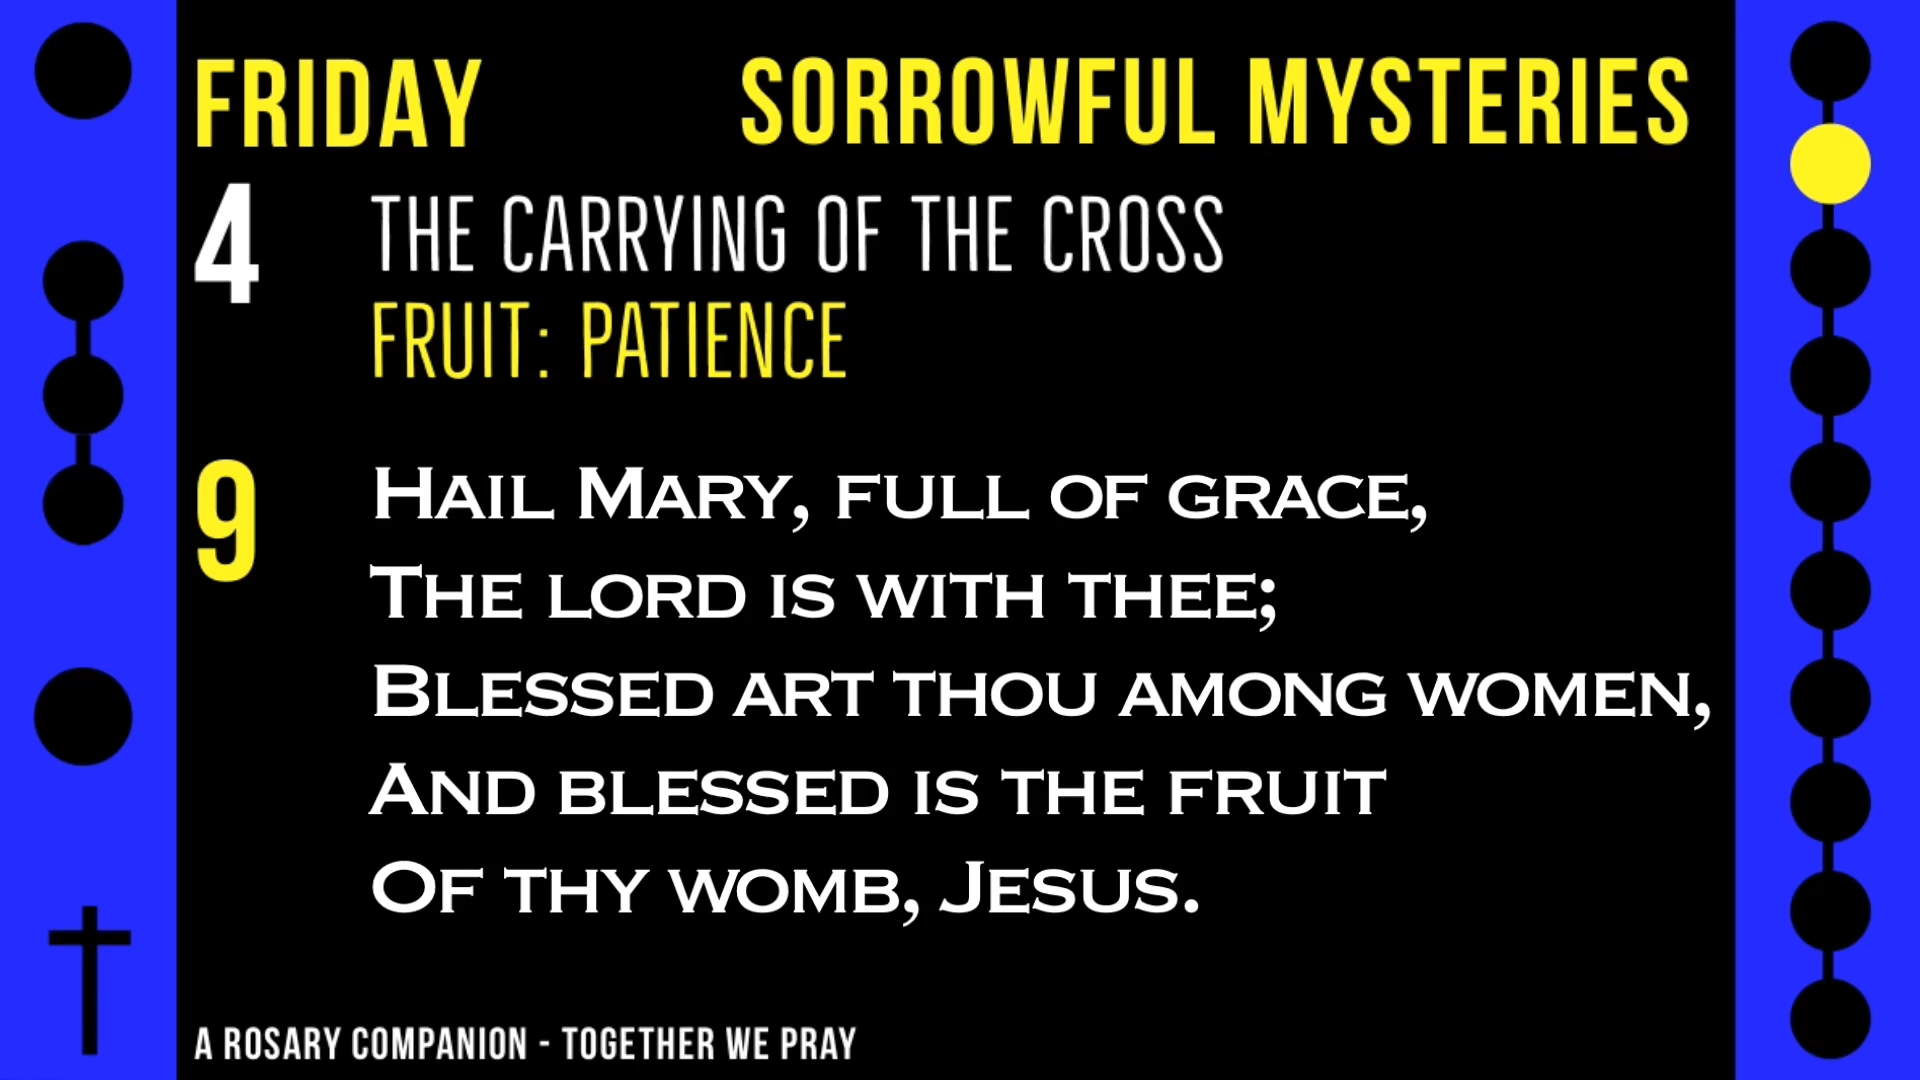 FRIDAY SORROWFUL MYSTERIES
4 THE CARRYING OF THE CROSS
FRUIT: PATIENCE
9 HAIL MARY, FULL OF GRACE,
THE LORD IS WITH THEE;
BLESSED ART THOU AMONG WOMEN,
AND BLESSED IS THE FRUIT
OF THY WOMB, JESUS.
A ROSARY COMPANION - TOGETHER WE PRAY